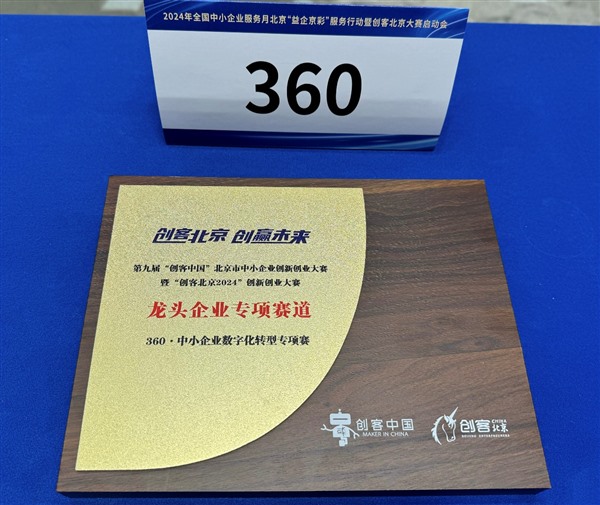 2024年全国中小企业服务月北京“益企京彩”服务行动暨创客北京大赛启动会
360
创客北京 创赢未来
第九届“创客中国”北京市中小企业创新创业大赛
暨“创客北京2024”创新创业大赛
龙头企业专项赛道
360·中小企业数字化转型专项赛
创客中国
MAKER IN CHINA
创客北京
CHINA